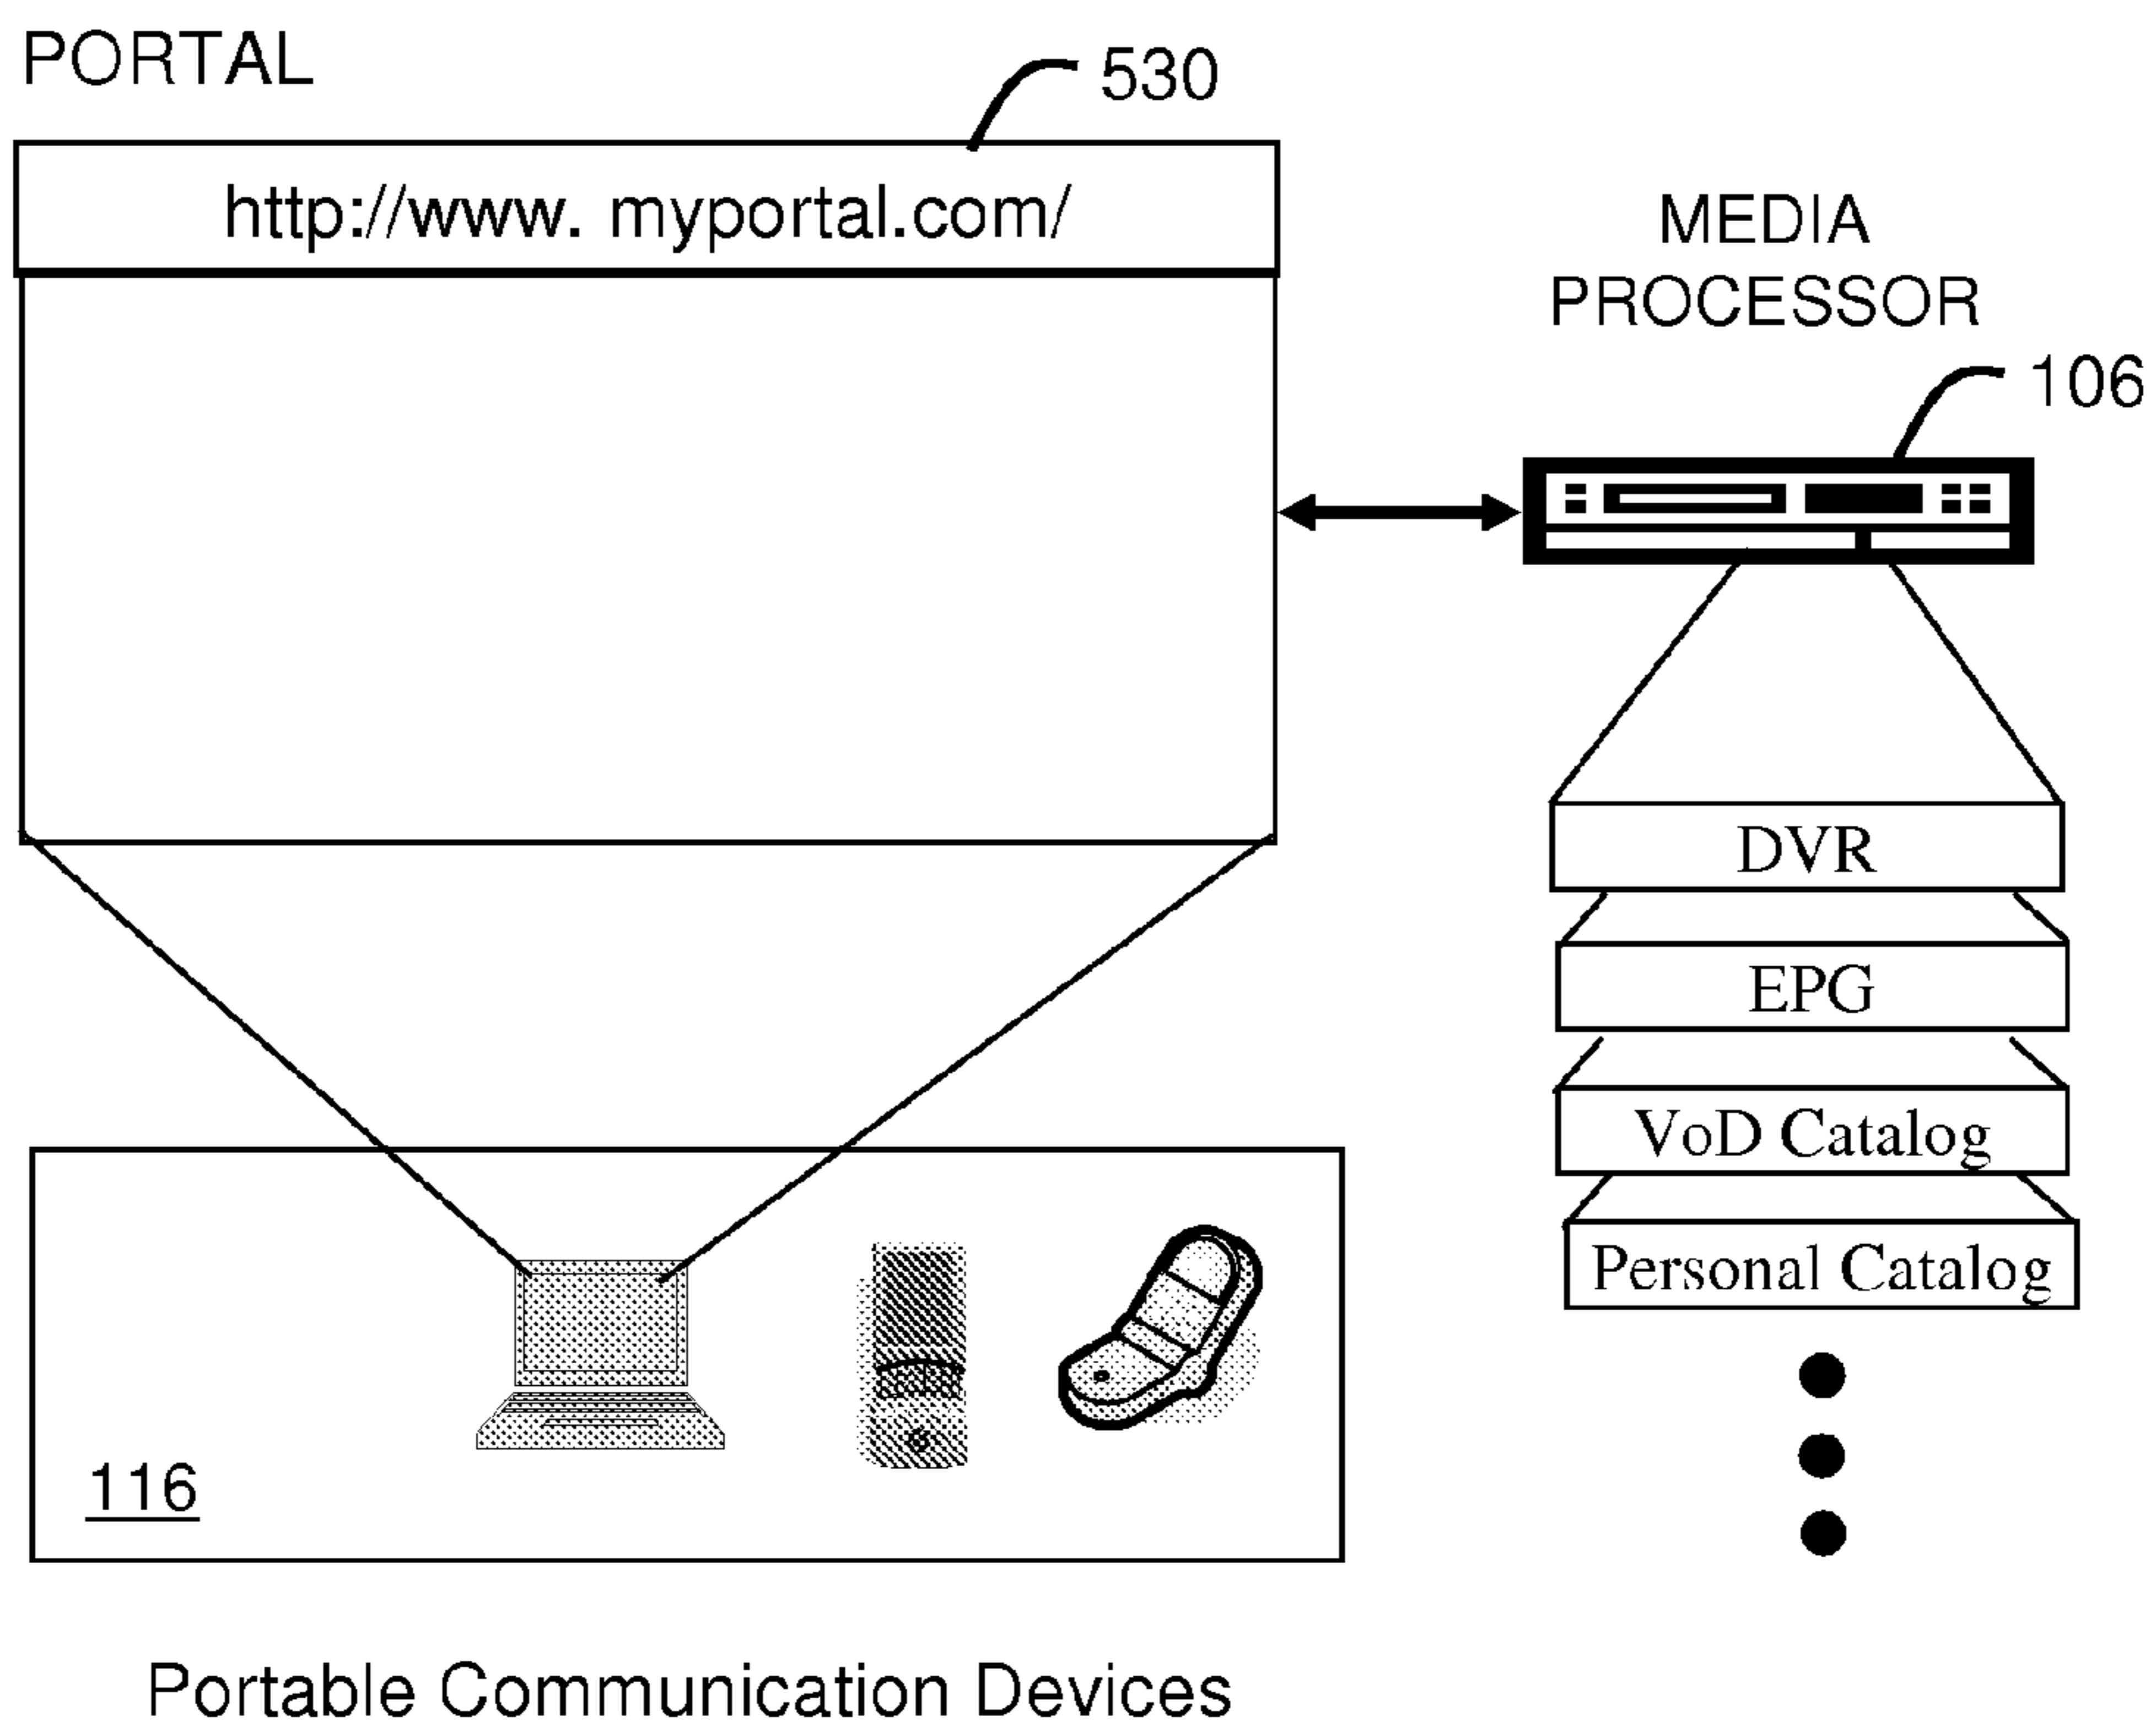 PORTAL
530
http://www. myportal.com/
MEDIA
PROCESSOR
106
DVR
EPG
VoD Catalog
Personal Catalog
116
Portable Communication Devices